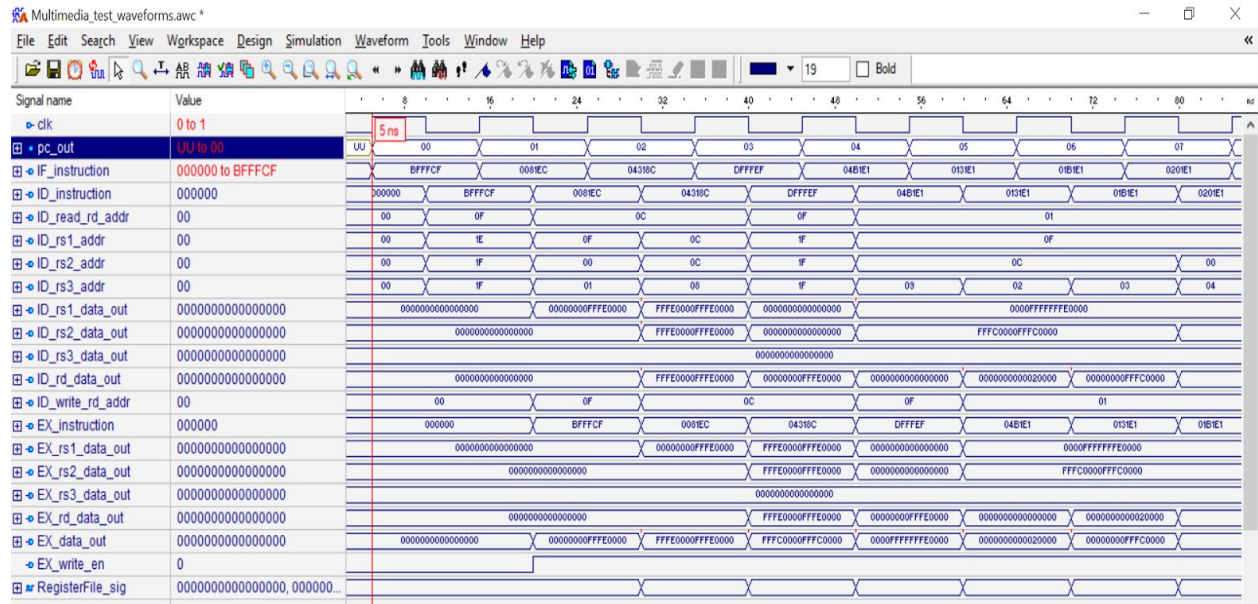 Multimedia_test_waveforms.awc *
File Edit Search View Workspace Design Simulation Waveform Tools Window Help
19 Bold
Signal name Value 8 16 24 32 40 48 56 64 72 80 ns
clk 0 to 1 5 ns
pc_out UU to 00 UU 00 01 02 03 04 05 06 07
IF_instruction 000000 to BFFFCF BFFFCF 0081EC 04318C DFFFEF 04B1E1 0131E1 01B1E1 0201E1
ID_instruction 000000 000000 BFFFCF 0081EC 04318C DFFFEF 04B1E1 0131E1 01B1E1 0201E1
ID_read_rd_addr 00 00 0F 0C 0F 01
ID_rs1_addr 00 00 1E 0F 0C 1F 0F
ID_rs2_addr 00 00 1F 00 0C 1F 0C 00
ID_rs3_addr 00 00 1F 01 08 1F 09 02 03 04
ID_rs1_data_out 0000000000000000 0000000000000000 00000000FFFE0000 FFFE0000FFFE0000 0000000000000000 0000FFFFFFFE0000
ID_rs2_data_out 0000000000000000 0000000000000000 FFFE0000FFFE0000 0000000000000000 FFFC0000FFFC0000
ID_rs3_data_out 0000000000000000 0000000000000000
ID_rd_data_out 0000000000000000 0000000000000000 FFFE0000FFFE0000 00000000FFFE0000 0000000000000000 0000000000020000 00000000FFFC0000
ID_write_rd_addr 00 00 0F 0C 0F 01
EX_instruction 000000 000000 BFFFCF 0081EC 04318C DFFFEF 04B1E1 0131E1 01B1E1
EX_rs1_data_out 0000000000000000 0000000000000000 00000000FFFE0000 FFFE0000FFFE0000 0000000000000000 0000FFFFFFFE0000
EX_rs2_data_out 0000000000000000 0000000000000000 FFFE0000FFFE0000 0000000000000000 FFFC0000FFFC0000
EX_rs3_data_out 0000000000000000 0000000000000000
EX_rd_data_out 0000000000000000 0000000000000000 FFFE0000FFFE0000 00000000FFFE0000 0000000000000000 0000000000020000
EX_data_out 0000000000000000 0000000000000000 00000000FFFE0000 FFFE0000FFFE0000 FFFC0000FFFC0000 0000FFFFFFFE0000 0000000000020000 00000000FFFC0000
EX_write_en 0
RegisterFile_sig 0000000000000000, 000000...